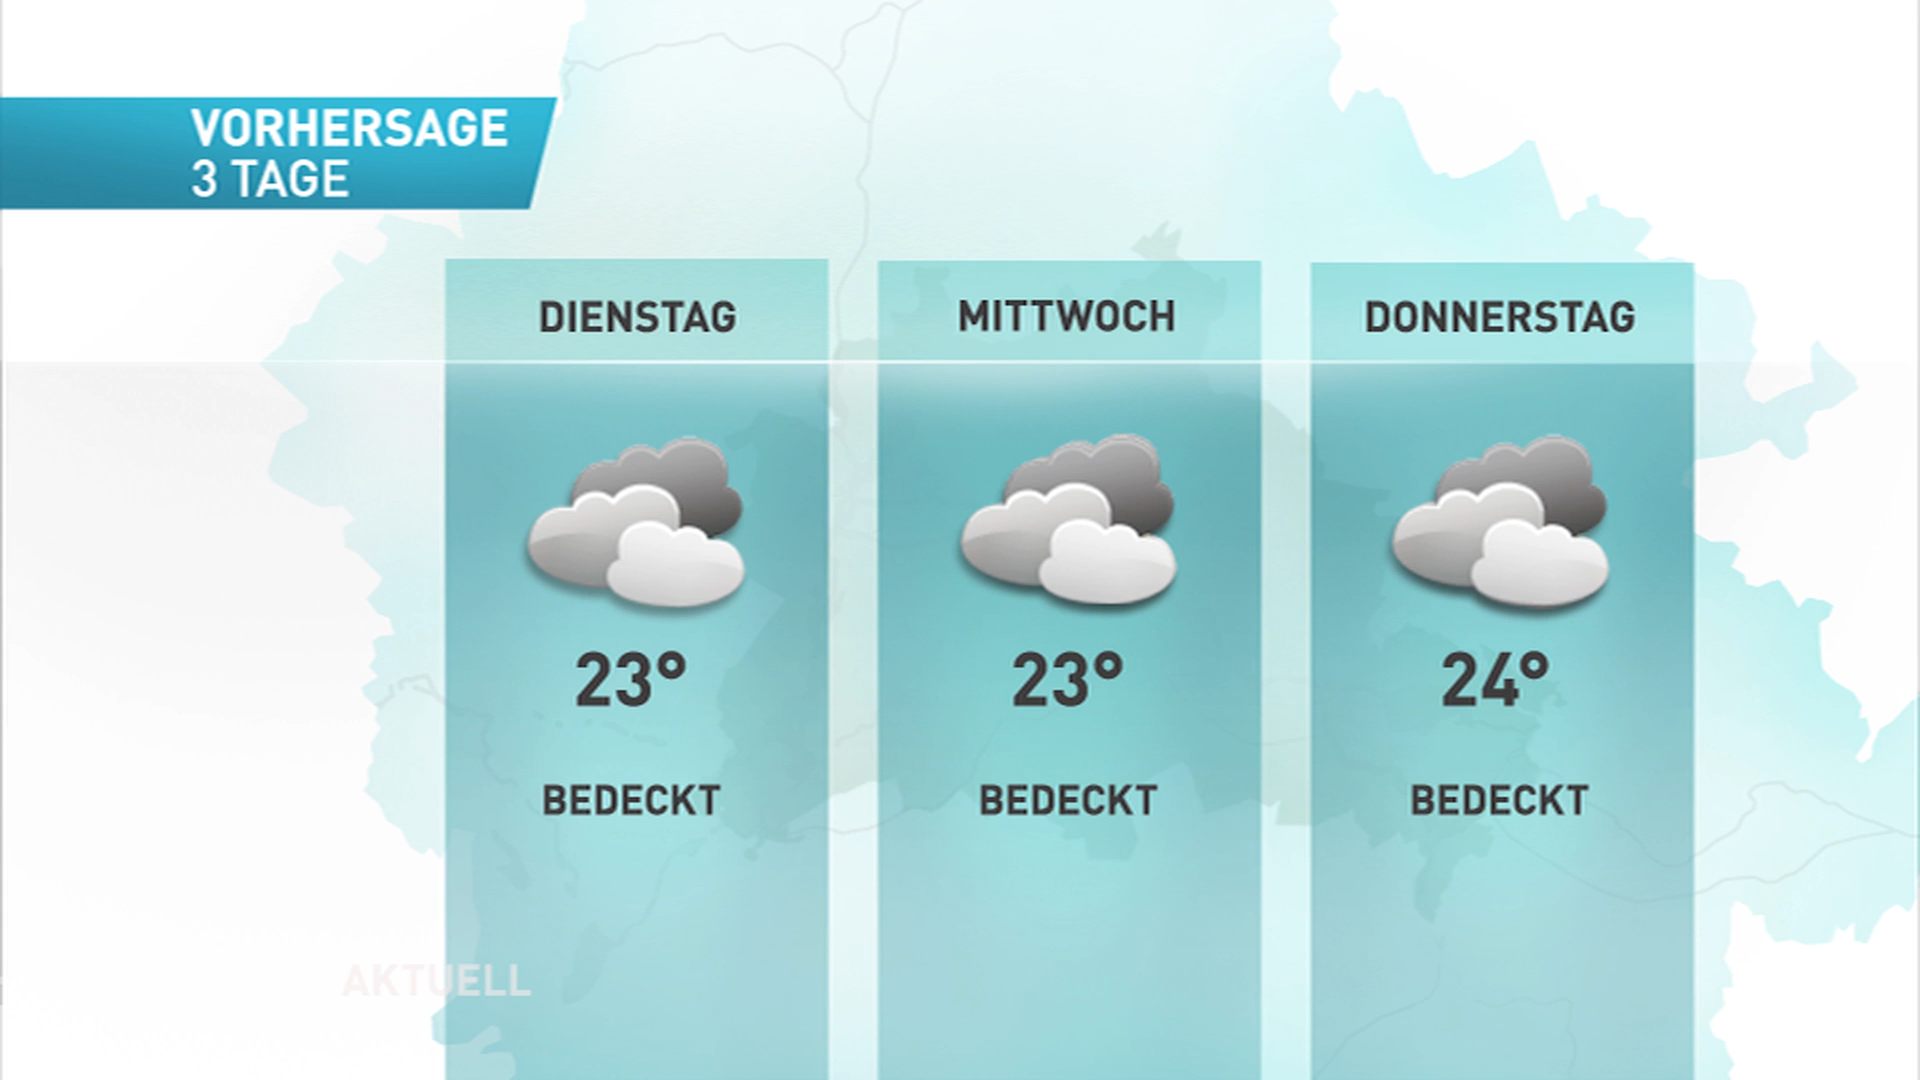 VORHERSAGE
3 TAGE
DIENSTAG
MITTWOCH
DONNERSTAG
23°
23°
24°
BEDECKT
BEDECKT
BEDECKT
AKTUELL